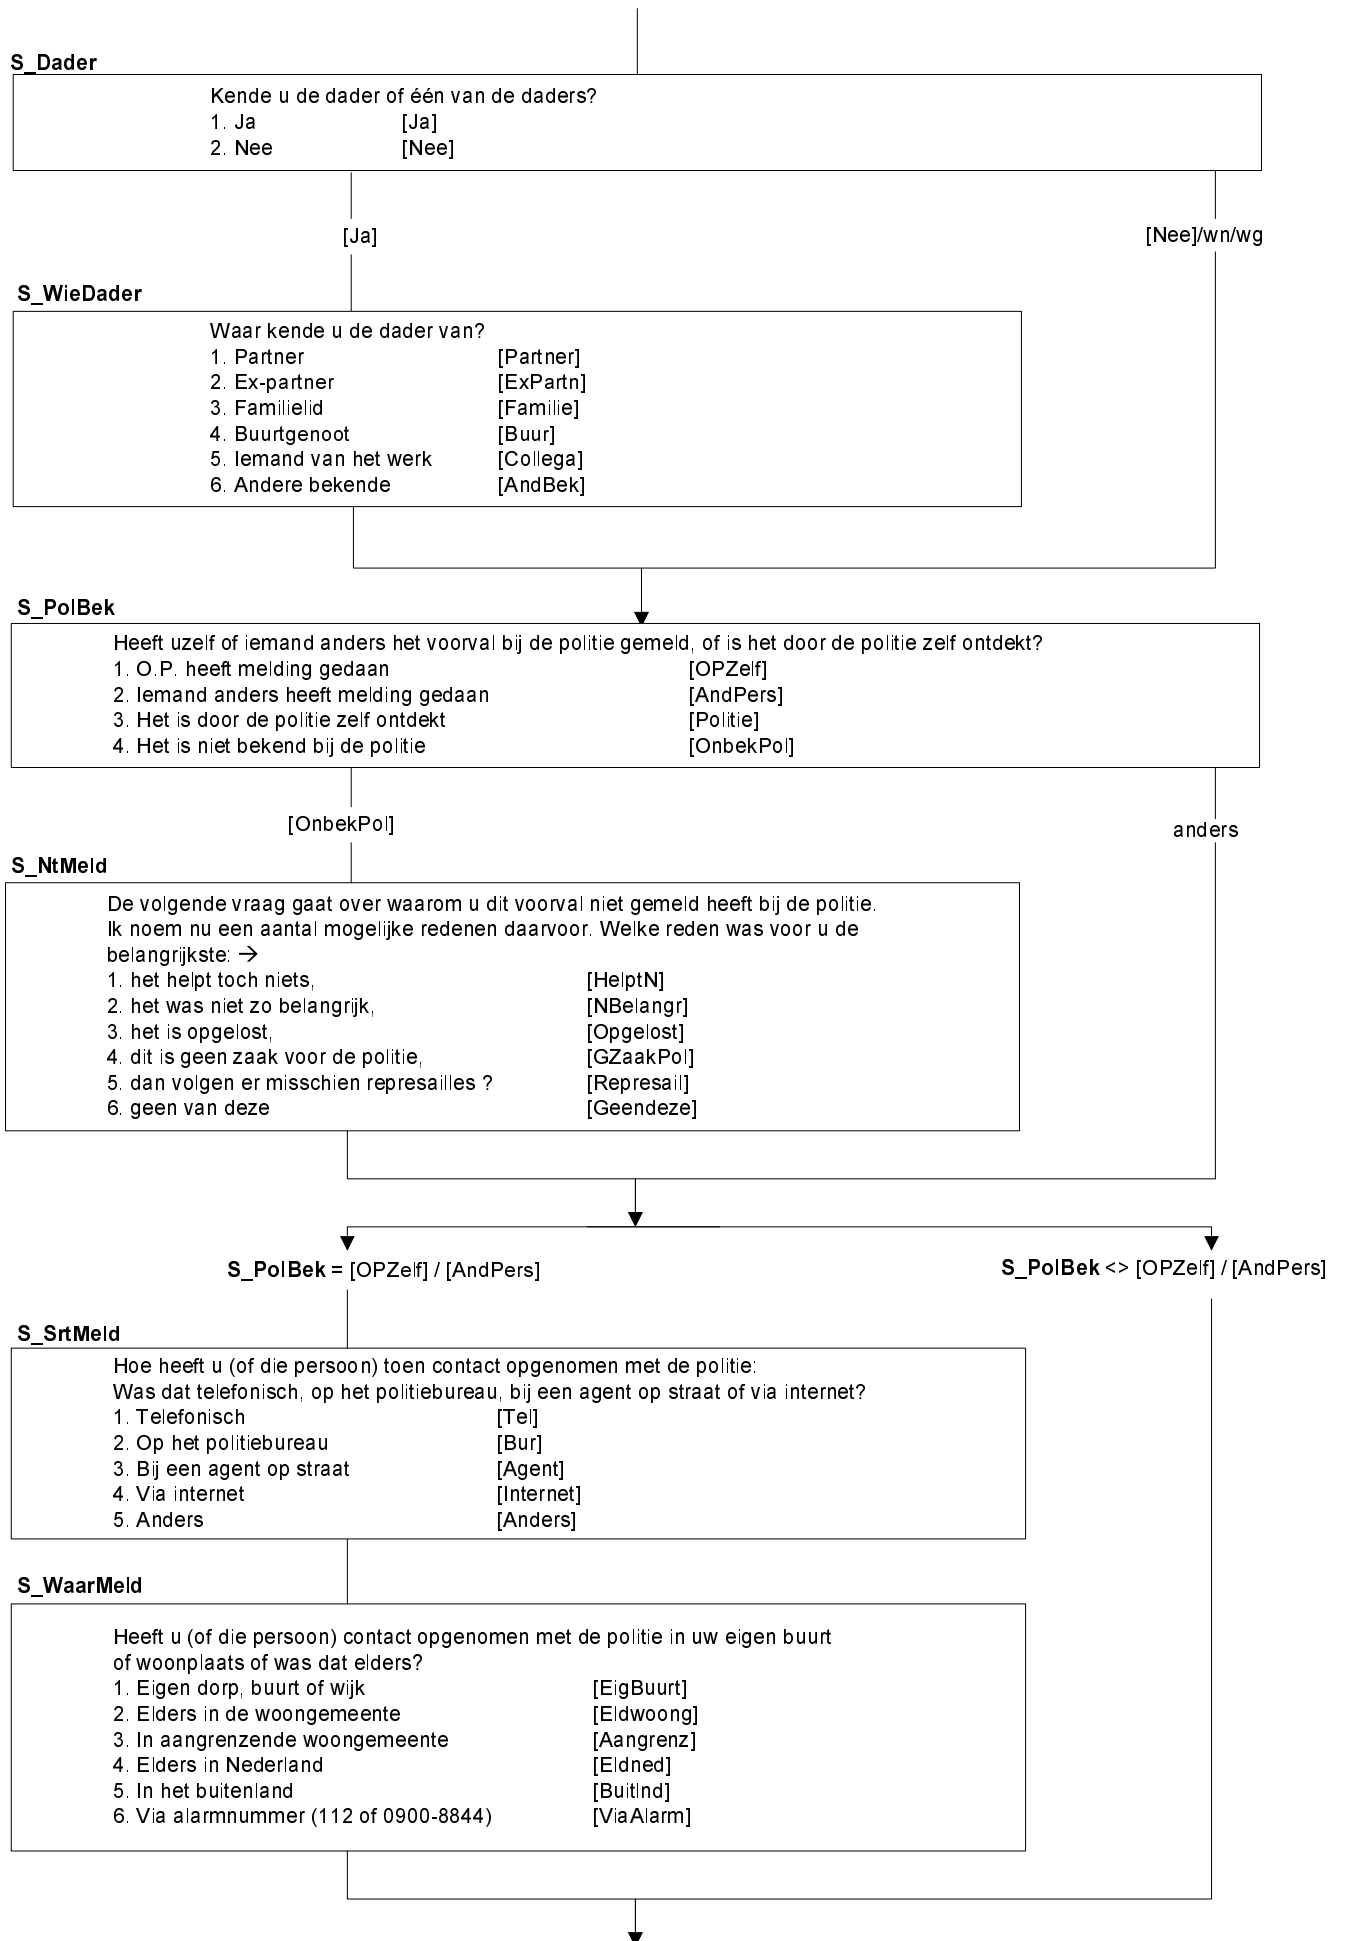 S_Dader
Kende u de dader of één van de daders?
1. Ja [Ja]
2. Nee [Nee]
[Ja] [Nee]/wn/wg
S_WieDader
Waar kende u de dader van?
1. Partner [Partner]
2. Ex-partner [ExPartn]
3. Familielid [Familie]
4. Buurtgenoot [Buur]
5. Iemand van het werk [Collega]
6. Andere bekende [AndBek]
S_PolBek
Heeft uzelf of iemand anders het voorval bij de politie gemeld, of is het door de politie zelf ontdekt?
1. O.P. heeft melding gedaan [OPZelf]
2. Iemand anders heeft melding gedaan [AndPers]
3. Het is door de politie zelf ontdekt [Politie]
4. Het is niet bekend bij de politie [OnbekPol]
[OnbekPol] anders
S_NtMeld
De volgende vraag gaat over waarom u dit voorval niet gemeld heeft bij de politie.
Ik noem nu een aantal mogelijke redenen daarvoor. Welke reden was voor u de
belangrijkste: →
1. het helpt toch niets, [HelptN]
2. het was niet zo belangrijk, [NBelangr]
3. het is opgelost, [Opgelost]
4. dit is geen zaak voor de politie, [GZaakPol]
5. dan volgen er misschien represailles ? [Represail]
6. geen van deze [Geendeze]
S_PolBek = [OPZelf] / [AndPers] S_PolBek <> [OPZelf] / [AndPers]
S_SrtMeld
Hoe heeft u (of die persoon) toen contact opgenomen met de politie:
Was dat telefonisch, op het politiebureau, bij een agent op straat of via internet?
1. Telefonisch [Tel]
2. Op het politiebureau [Bur]
3. Bij een agent op straat [Agent]
4. Via internet [Internet]
5. Anders [Anders]
S_WaarMeld
Heeft u (of die persoon) contact opgenomen met de politie in uw eigen buurt
of woonplaats of was dat elders?
1. Eigen dorp, buurt of wijk [EigBuurt]
2. Elders in de woongemeente [Eldwoong]
3. In aangrenzende woongemeente [Aangrenz]
4. Elders in Nederland [Eldned]
5. In het buitenland [Buitlnd]
6. Via alarmnummer (112 of 0900-8844) [ViaAlarm]